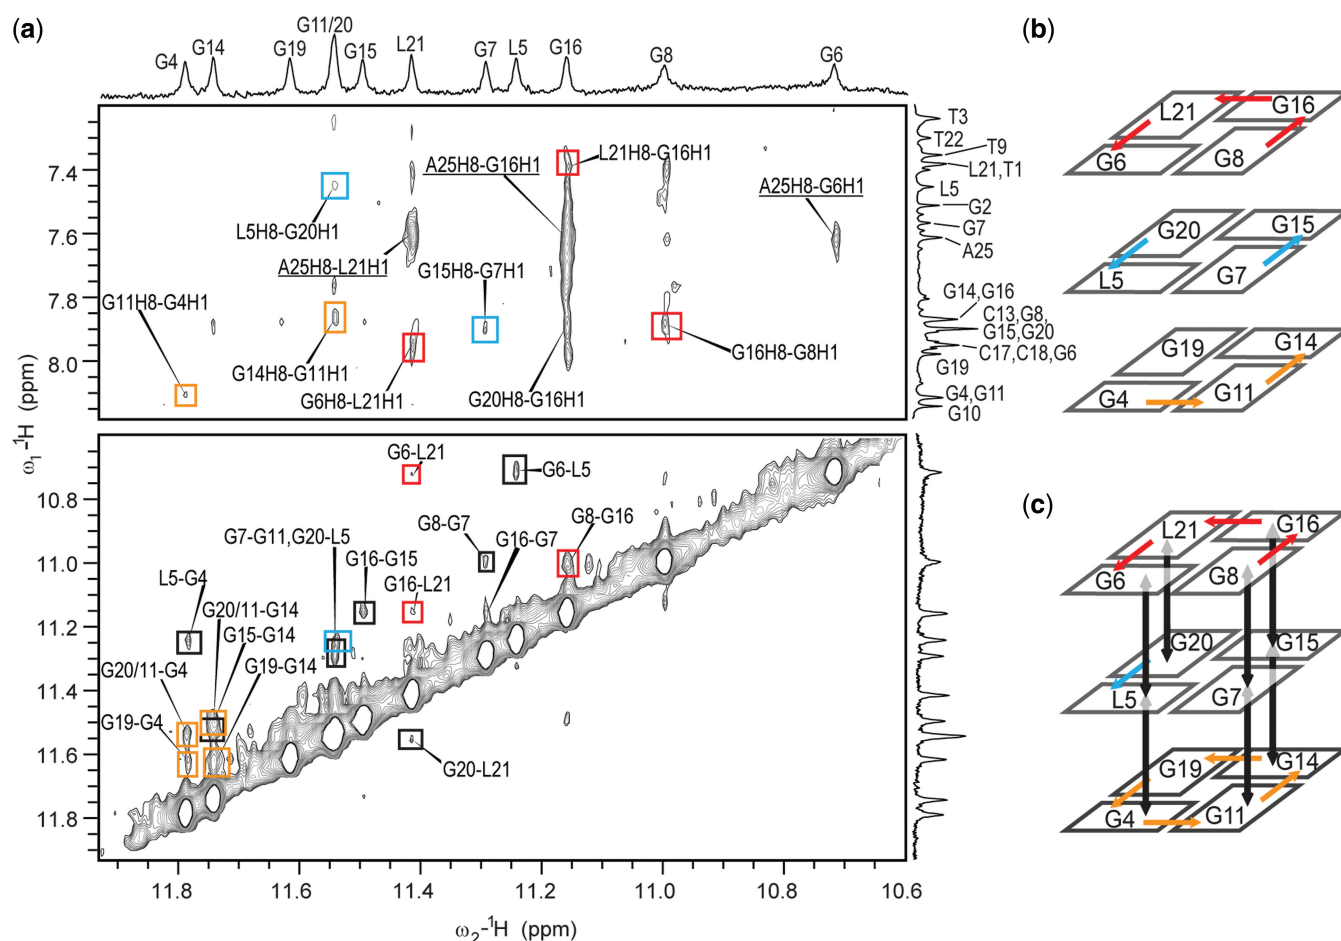 (a)
G4
G14
G19
G11/20
G15
L21
G7
L5
G16
G8
G6
7.4
7.6
7.8
8.0
A25H8-G16H1
L21H8-G16H1
A25H8-G6H1
L5H8-G20H1
A25H8-L21H1
G15H8-G7H1
G11H8-G4H1
G14H8-G11H1
G6H8-L21H1
G20H8-G16H1
G16H8-G8H1
T3
T22
T9
L21,T1
L5
G2
G7
A25
G14,G16
C13,G8,
G15,G20
C17,C18,G6
G19
G4,G11
G10
ω1-1H (ppm)
10.8
11.0
11.2
11.4
11.6
11.8
G6-L21
G6-L5
G8-G7
G16-G7
G8-G16
G7-G11,G20-L5
G16-G15
G16-L21
L5-G4
G20/11-G14
G15-G14
G20/11-G4
G19-G14
G19-G4
G20-L21
11.8
11.6
11.4
11.2
11.0
10.8
10.6
ω2-1H (ppm)
(b)
L21
G16
G6
G8
G20
G15
L5
G7
G19
G14
G4
G11
(c)
L21
G16
G6
G8
G20
G15
L5
G7
G19
G14
G4
G11